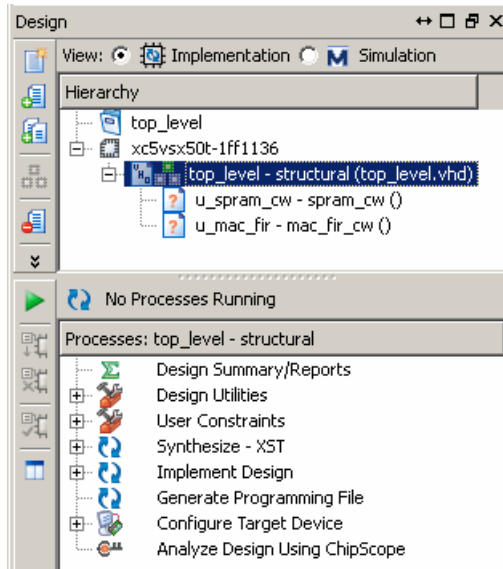 Design
View: Implementation Simulation
Hierarchy
top_level
xc5vsx50t-1ff1136
top_level - structural (top_level.vhd)
u_spram_cw - spram_cw ()
u_mac_fir - mac_fir_cw ()
No Processes Running
Processes: top_level - structural
Design Summary/Reports
Design Utilities
User Constraints
Synthesize - XST
Implement Design
Generate Programming File
Configure Target Device
Analyze Design Using ChipScope